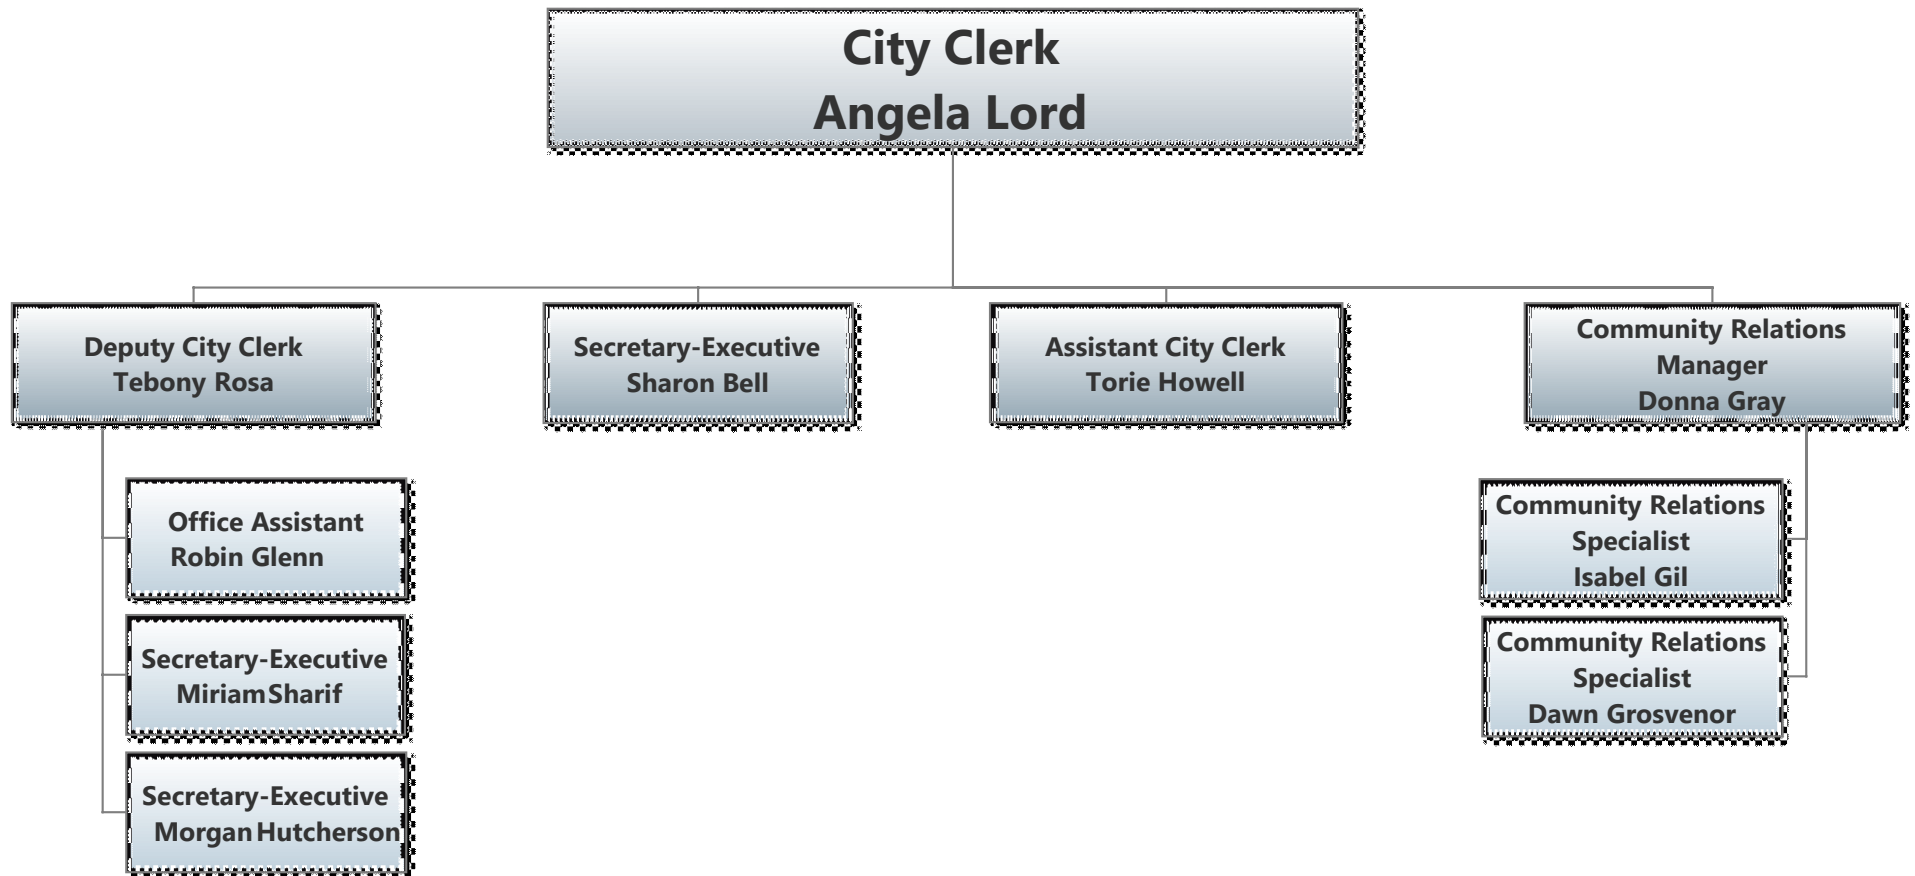 City Clerk
Angela Lord
Deputy City Clerk
Tebony Rosa
Secretary-Executive
Sharon Bell
Assistant City Clerk
Torie Howell
Community Relations
Manager
Donna Gray
Office Assistant
Robin Glenn
Secretary-Executive
Miriam Sharif
Secretary-Executive
Morgan Hutcherson
Community Relations
Specialist
Isabel Gil
Community Relations
Specialist
Dawn Grosvenor